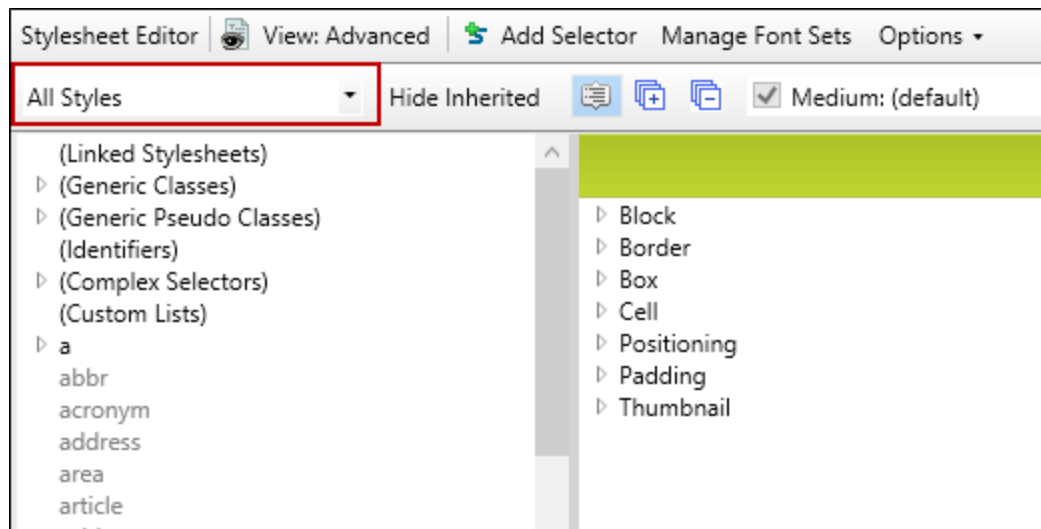 Stylesheet Editor View: Advanced Add Selector Manage Font Sets Options
All Styles Hide Inherited Medium: (default)
(Linked Stylesheets)
(Generic Classes)
(Generic Pseudo Classes)
(Identifiers)
(Complex Selectors)
(Custom Lists)
a
abbr
acronym
address
area
article
Block
Border
Box
Cell
Positioning
Padding
Thumbnail